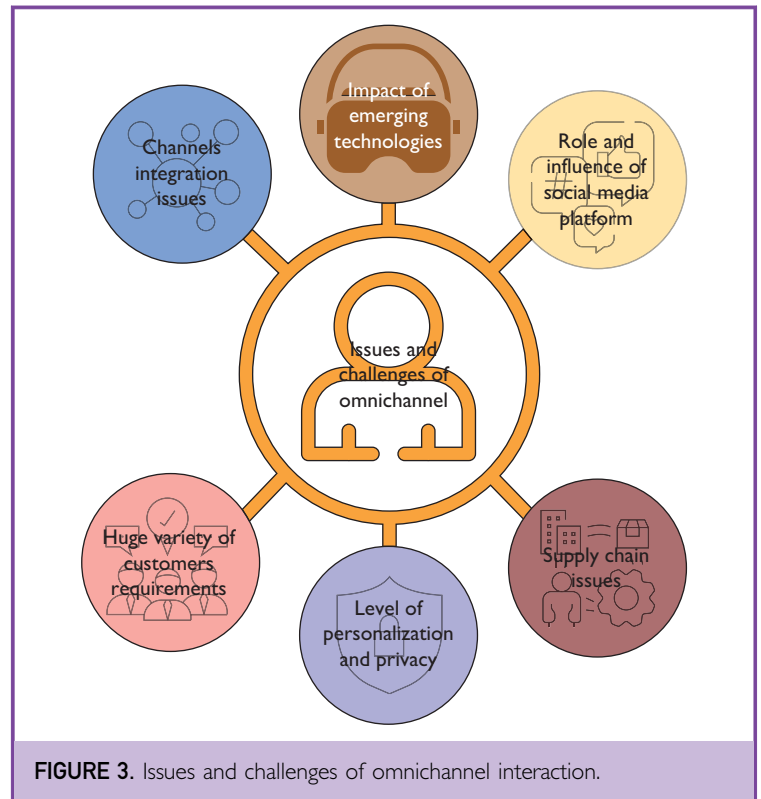 Impact of
emerging
technologies
Channels
integration
issues
Role and
influence of
social media
platform
#
Issues and
challenges of
omnichannel
Huge variety of
customers
requirements
Level of
personalization
and privacy
Supply chain
issues
FIGURE 3. Issues and challenges of omnichannel interaction.